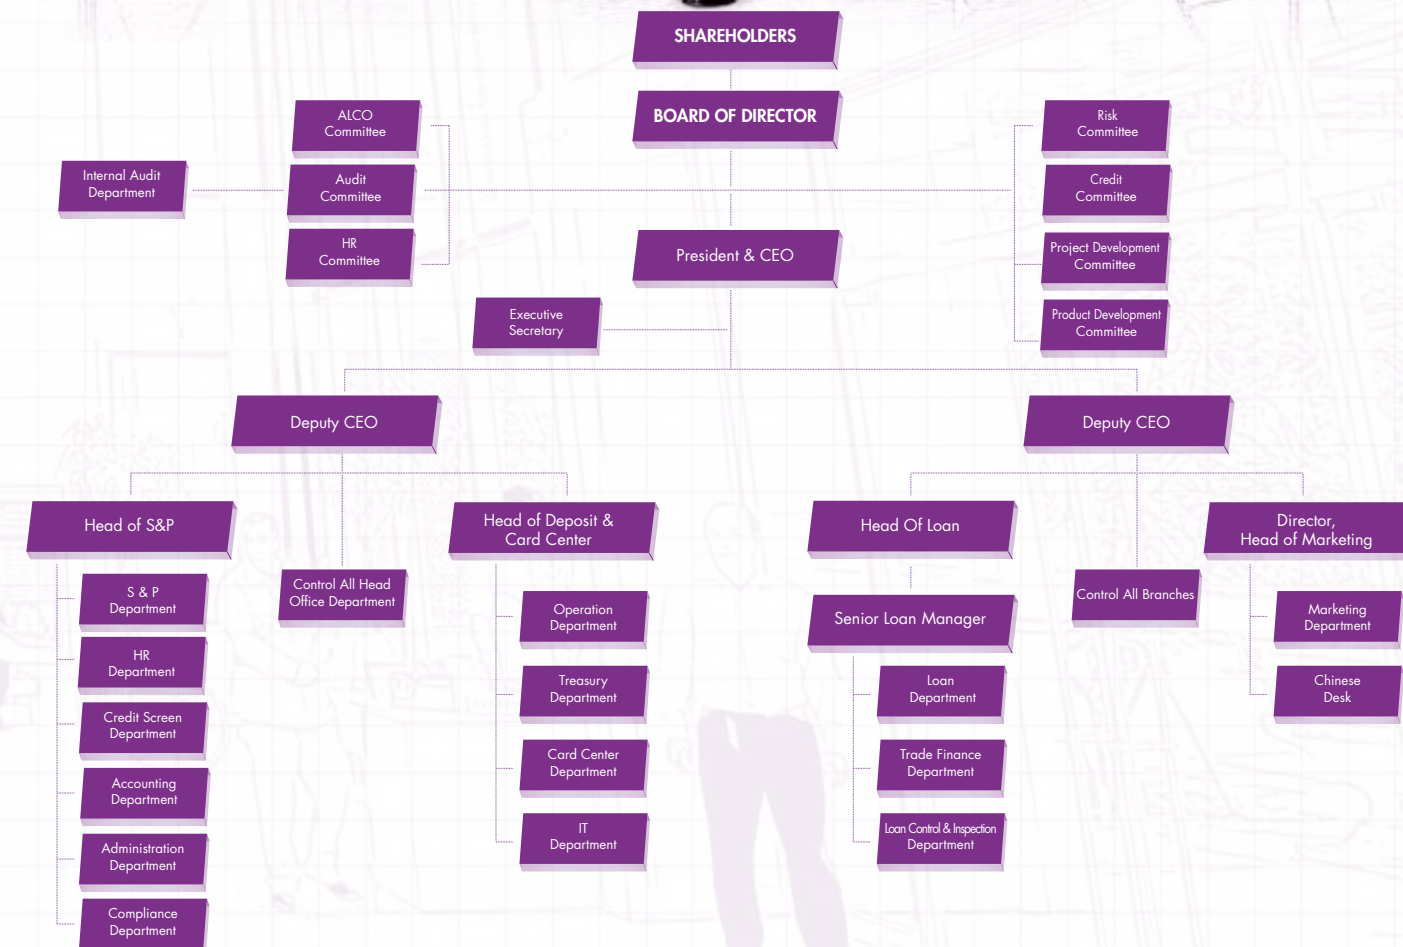 SHAREHOLDERS
BOARD OF DIRECTOR
ALCO
Committee
Risk
Committee
Internal Audit
Department
Audit
Committee
Credit
Committee
HR
Committee
President & CEO
Project Development
Committee
Executive
Secretary
Product Development
Committee
Deputy CEO
Deputy CEO
Head of S&P
Head of Deposit &
Card Center
Head Of Loan
Director,
Head of Marketing
S & P
Department
Control All Head
Office Department
Operation
Department
Senior Loan Manager
Control All Branches
Marketing
Department
HR
Department
Treasury
Department
Loan
Department
Chinese
Desk
Credit Screen
Department
Card Center
Department
Trade Finance
Department
Accounting
Department
IT
Department
Loan Control & Inspection
Department
Administration
Department
Compliance
Department